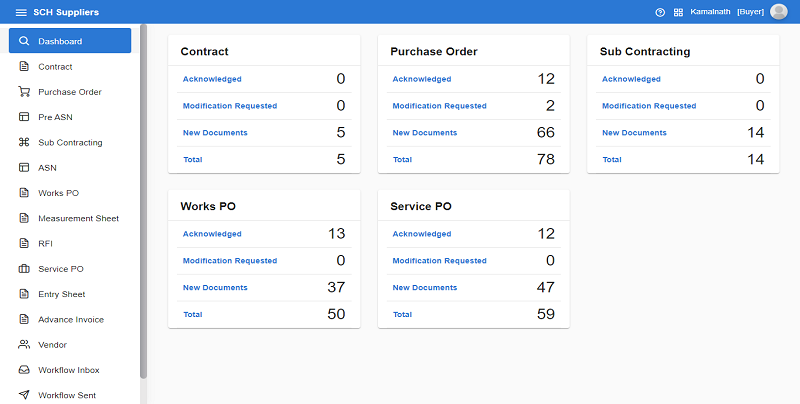 SCH Suppliers
Kamalnath [Buyer]
Dashboard
Contract
Purchase Order
Pre ASN
Sub Contracting
ASN
Works PO
Measurement Sheet
RFI
Service PO
Entry Sheet
Advance Invoice
Vendor
Workflow Inbox
Workflow Sent
Contract
Acknowledged 0
Modification Requested 0
New Documents 5
Total 5
Purchase Order
Acknowledged 12
Modification Requested 2
New Documents 66
Total 78
Sub Contracting
Acknowledged 0
Modification Requested 0
New Documents 14
Total 14
Works PO
Acknowledged 13
Modification Requested 0
New Documents 37
Total 50
Service PO
Acknowledged 12
Modification Requested 0
New Documents 47
Total 59